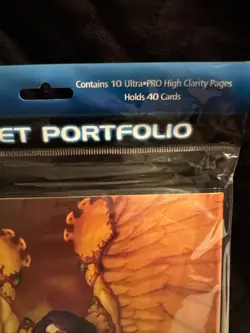 Contains 10 Ultra•PRO High Clarity Pages
Holds 40 Cards
ET PORTFOLIO